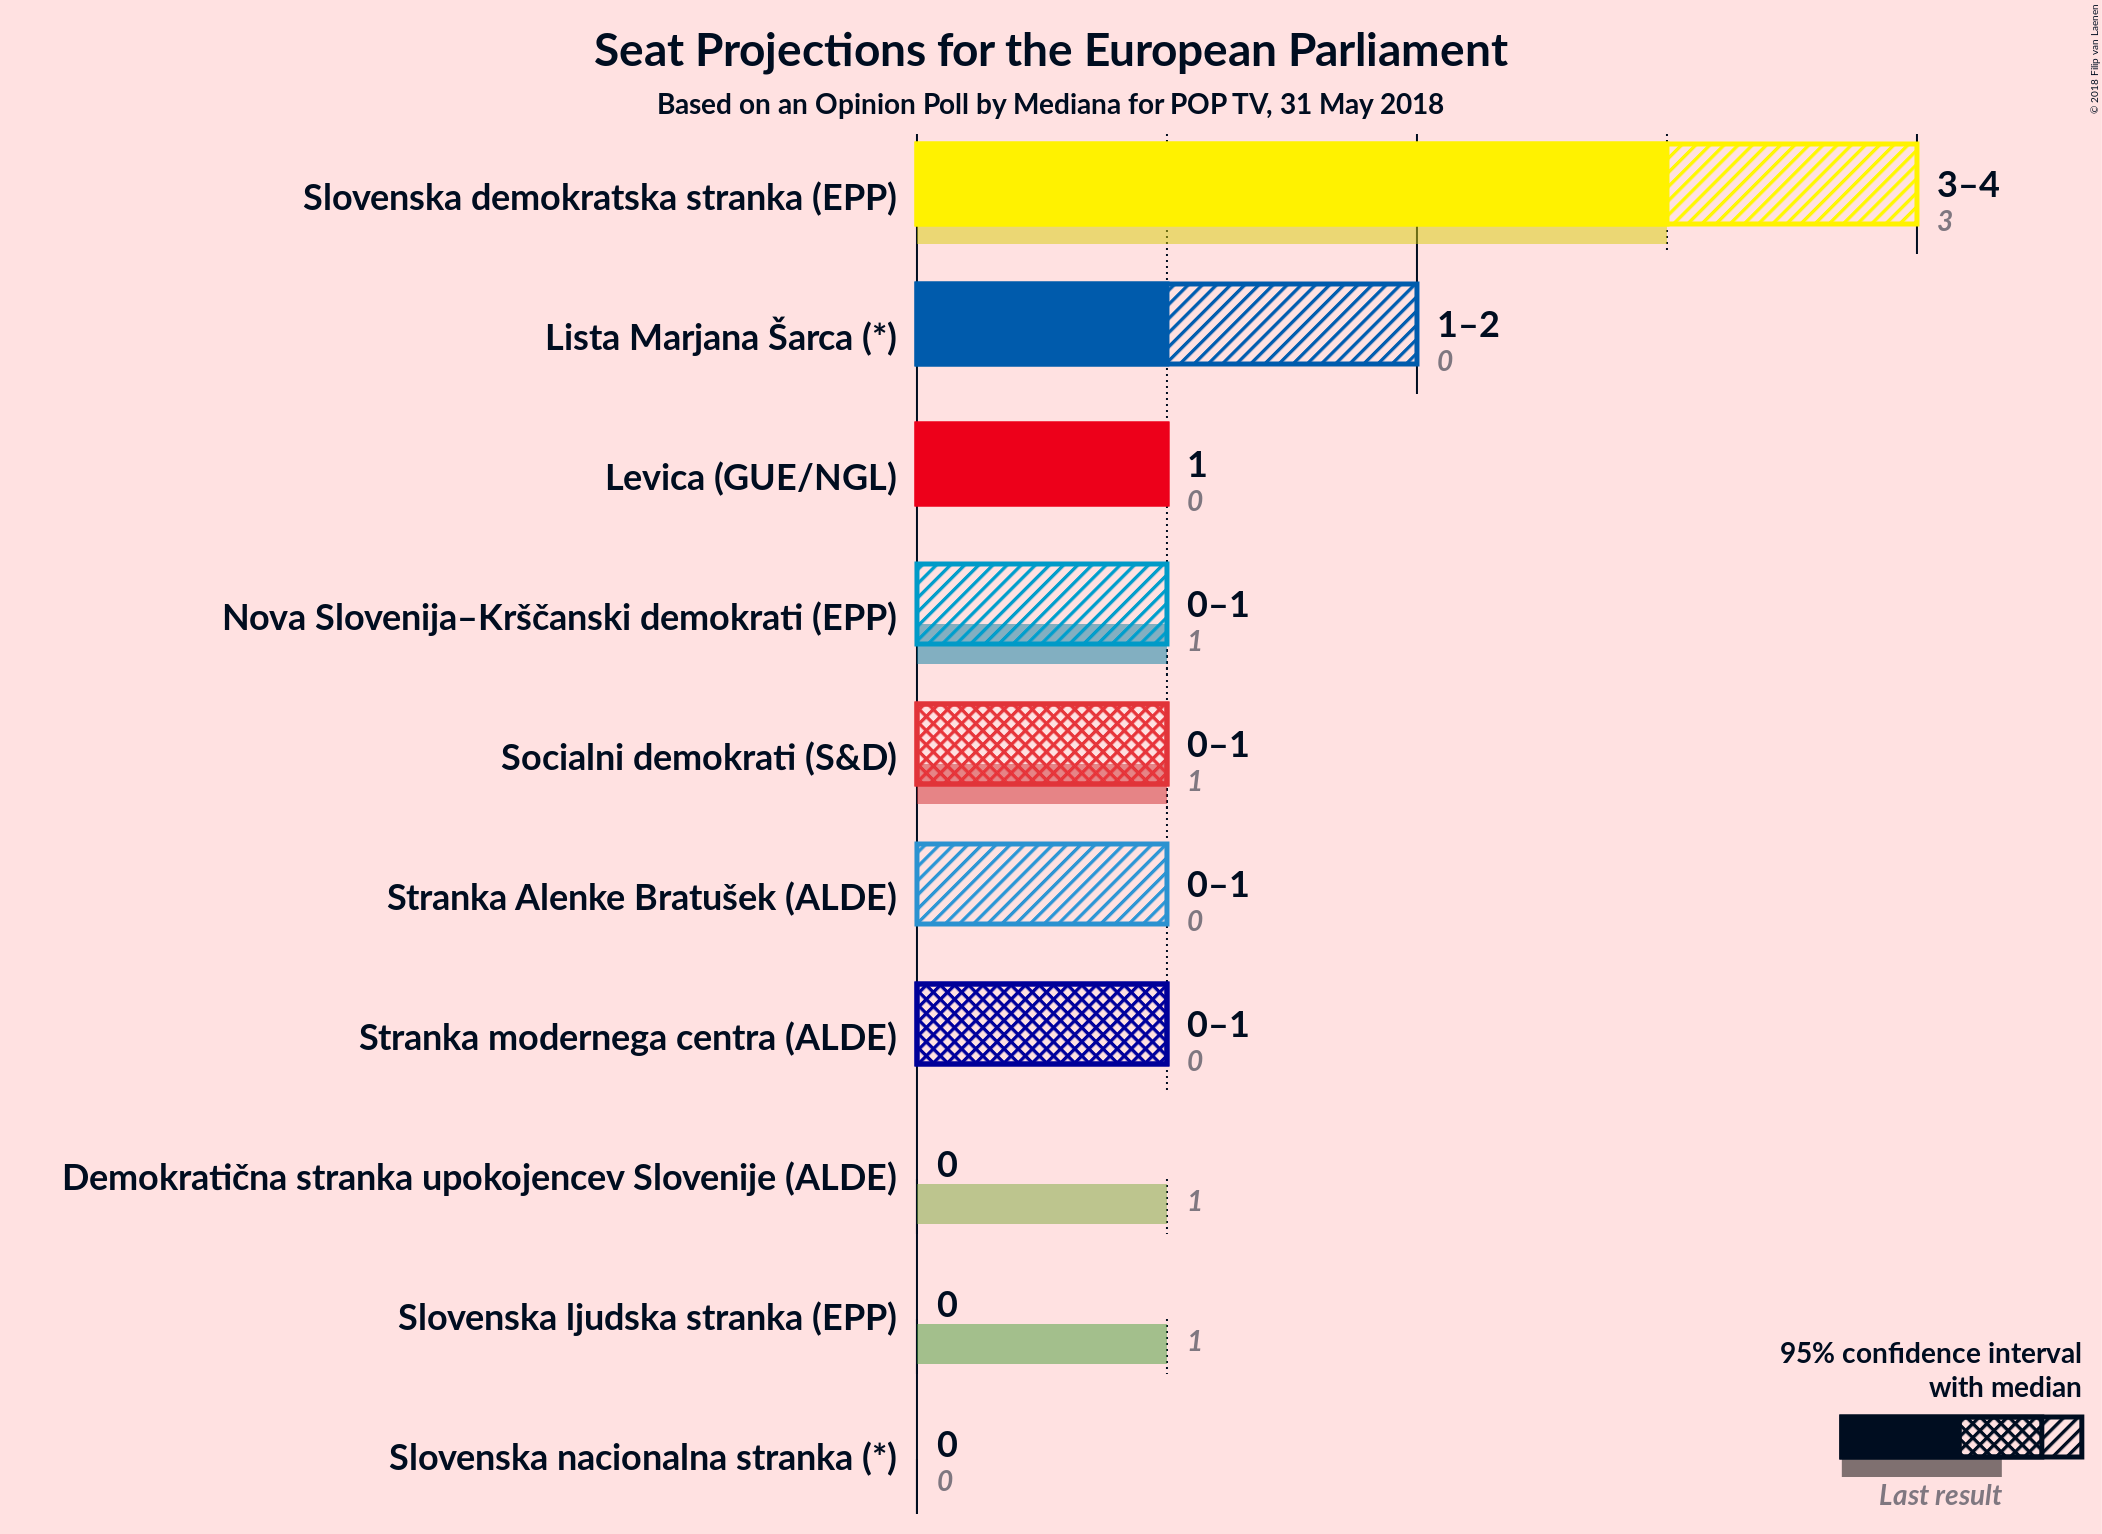 Seat Projections for the European Parliament
Based on an Opinion Poll by Mediana for POP TV, 31 May 2018
© 2018 Filip van Laenen
Slovenska demokratska stranka (EPP)
3–4
3
Lista Marjana Šarca (*)
1–2
0
Levica (GUE/NGL)
1
0
Nova Slovenija–Krščanski demokrati (EPP)
0–1
1
Socialni demokrati (S&D)
0–1
1
Stranka Alenke Bratušek (ALDE)
0–1
0
Stranka modernega centra (ALDE)
0–1
0
Demokratična stranka upokojencev Slovenije (ALDE)
0
1
Slovenska ljudska stranka (EPP)
0
1
Slovenska nacionalna stranka (*)
0
0
95% confidence interval
with median
Last result